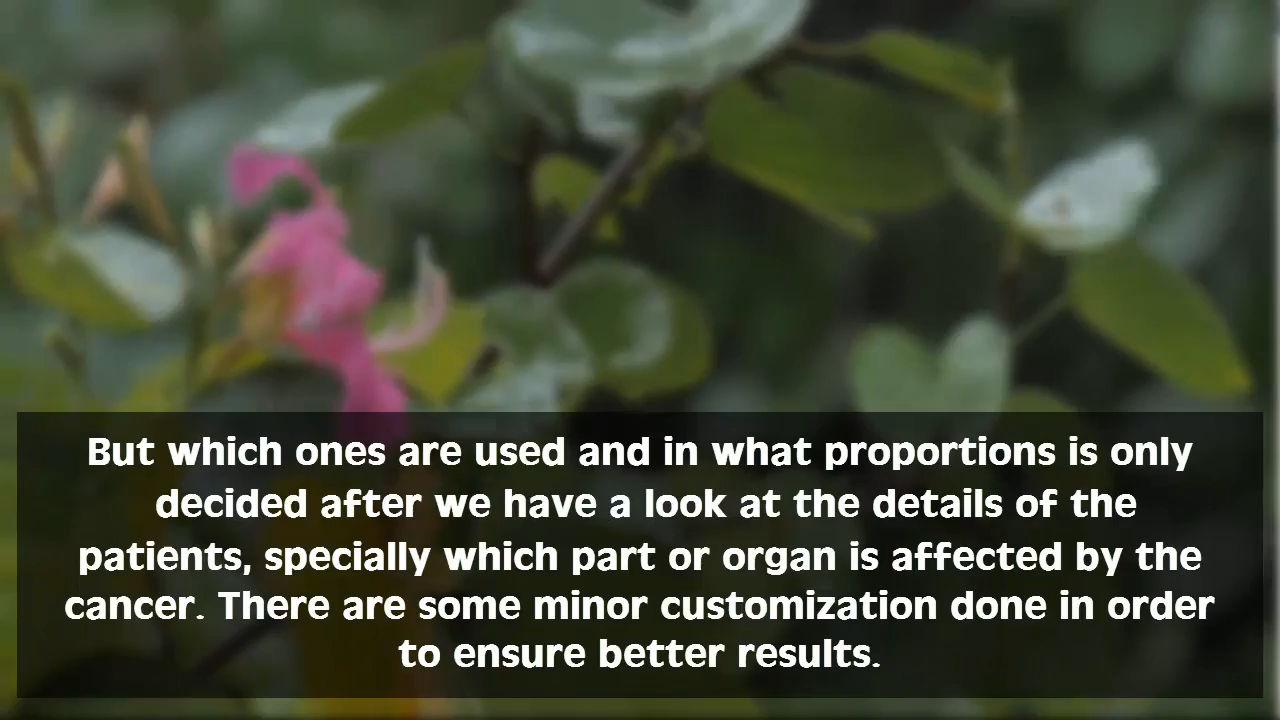 But which ones are used and in what proportions is only
decided after we have a look at the details of the
patients, specially which part or organ is affected by the
cancer. There are some minor customization done in order
to ensure better results.